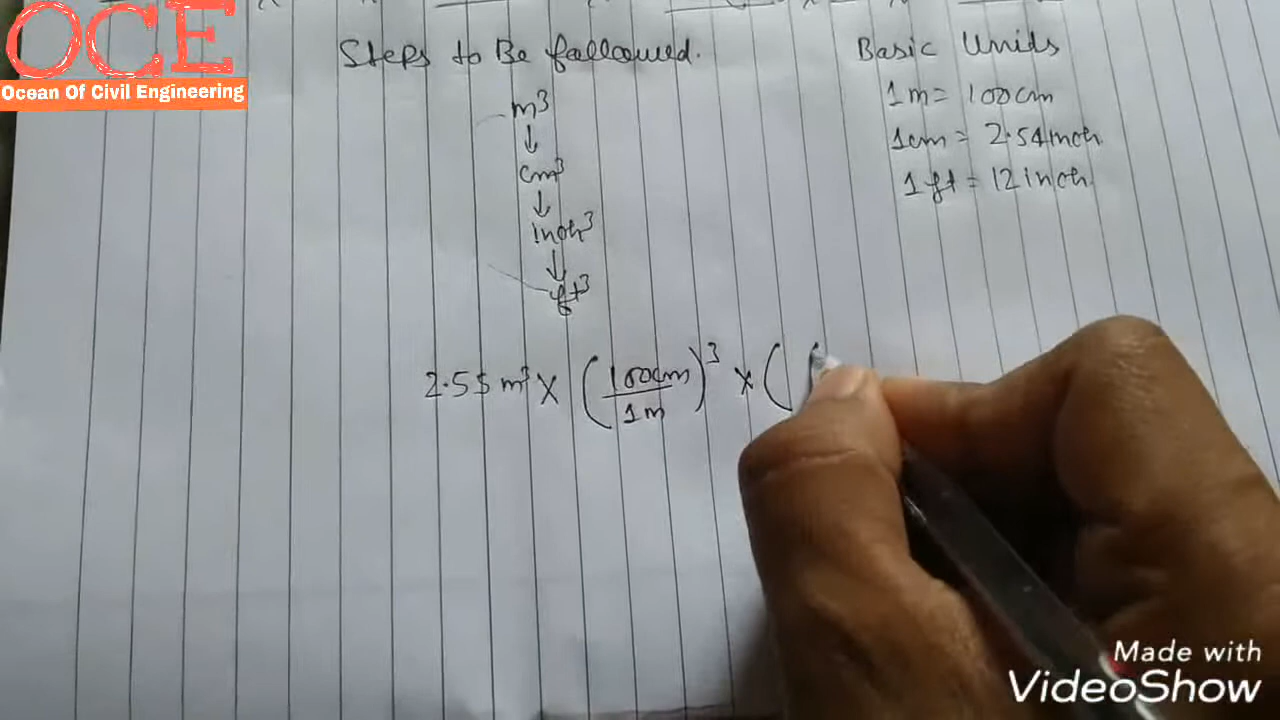 OCE
Ocean Of Civil Engineering
Steps to Be followed.
m³
↓
cm³
↓
inch³
↓
ft³
Basic Units
1m = 100cm
1cm = 2.54inch
1ft = 12inch
2.55 m³ × (100cm / 1m)³ × (
Made with
VideoShow